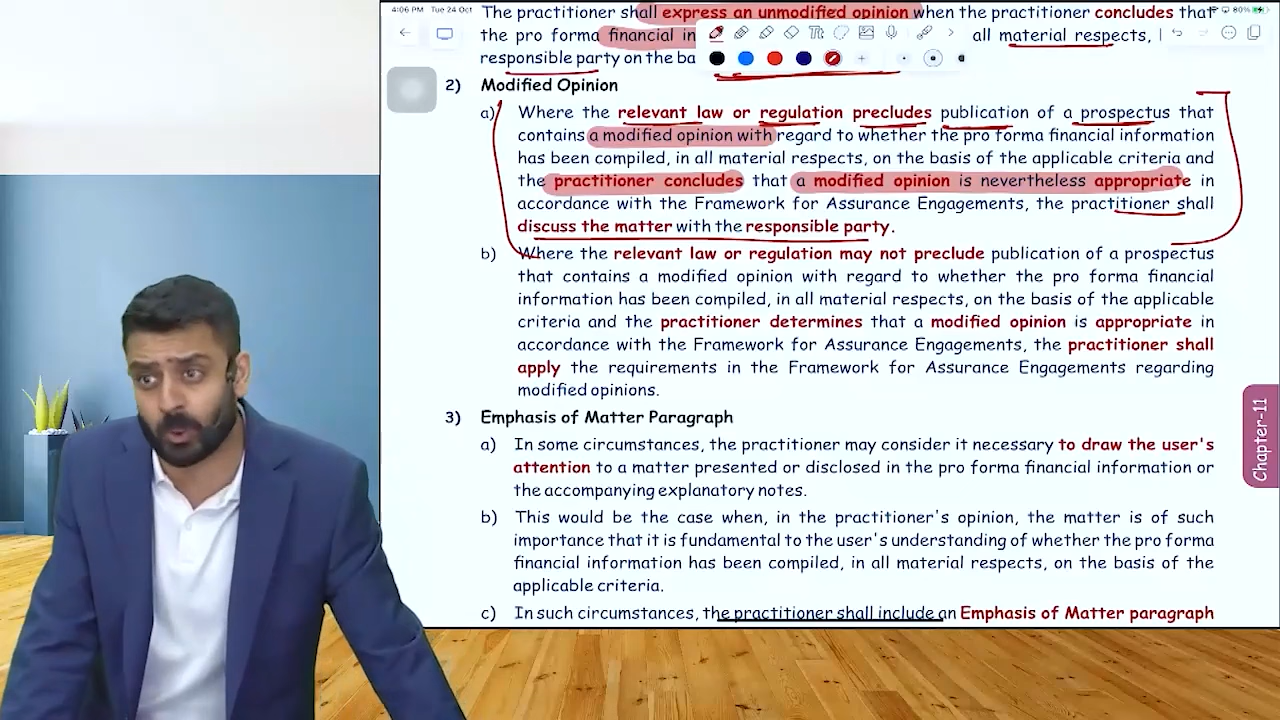 4:06 PM Tue 24 Oct
80%
The practitioner shall express an unmodified opinion when the practitioner concludes that
the pro forma financial in all material respects,
responsible party on the ba
2) Modified Opinion
a) Where the relevant law or regulation precludes publication of a prospectus that
contains a modified opinion with regard to whether the pro forma financial information
has been compiled, in all material respects, on the basis of the applicable criteria and
the practitioner concludes that a modified opinion is nevertheless appropriate in
accordance with the Framework for Assurance Engagements, the practitioner shall
discuss the matter with the responsible party.
b) Where the relevant law or regulation may not preclude publication of a prospectus
that contains a modified opinion with regard to whether the pro forma financial
information has been compiled, in all material respects, on the basis of the applicable
criteria and the practitioner determines that a modified opinion is appropriate in
accordance with the Framework for Assurance Engagements, the practitioner shall
apply the requirements in the Framework for Assurance Engagements regarding
modified opinions.
3) Emphasis of Matter Paragraph
a) In some circumstances, the practitioner may consider it necessary to draw the user's
attention to a matter presented or disclosed in the pro forma financial information or
the accompanying explanatory notes.
b) This would be the case when, in the practitioner's opinion, the matter is of such
importance that it is fundamental to the user's understanding of whether the pro forma
financial information has been compiled, in all material respects, on the basis of the
applicable criteria.
c) In such circumstances, the practitioner shall include an Emphasis of Matter paragraph
Chapter-11